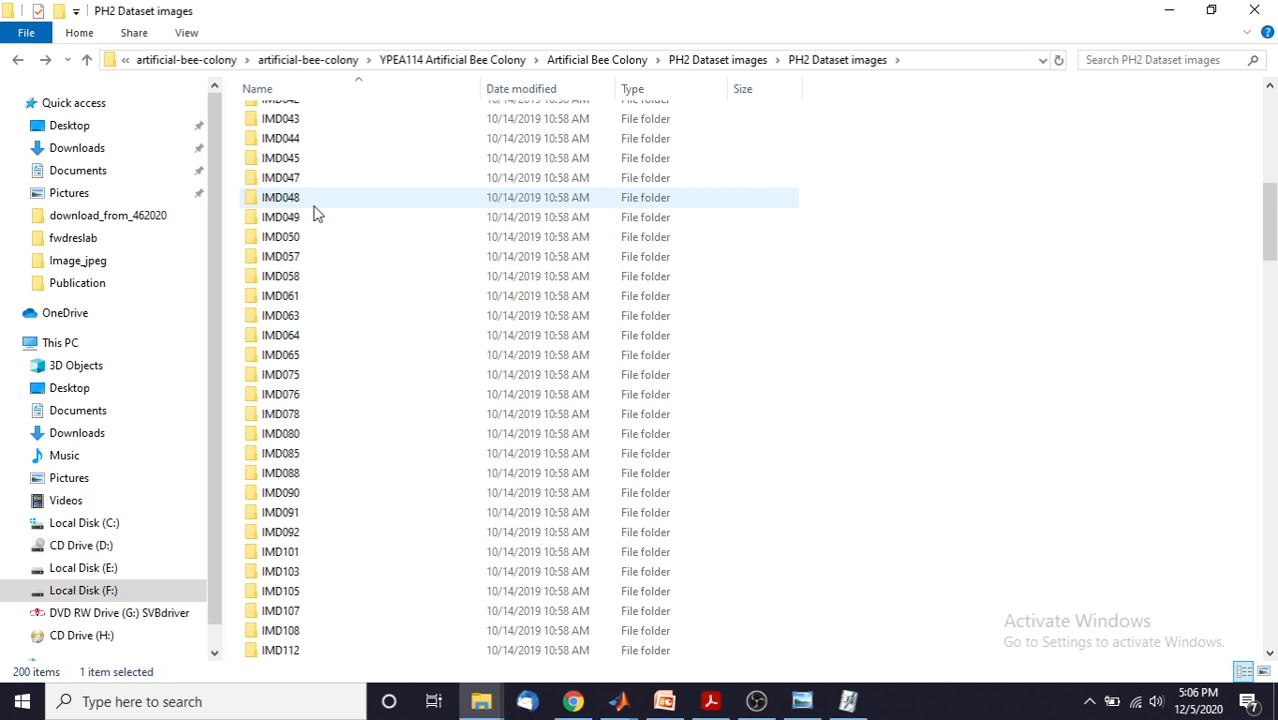 PH2 Dataset images
File Home Share View
« artificial-bee-colony > artificial-bee-colony > YPEA114 Artificial Bee Colony > Artificial Bee Colony > PH2 Dataset images > PH2 Dataset images >
Search PH2 Dataset images
Name Date modified Type Size
Quick access
Desktop
Downloads
Documents
Pictures
download_from_462020
fwdreslab
Image_jpeg
Publication
OneDrive
This PC
3D Objects
Desktop
Documents
Downloads
Music
Pictures
Videos
Local Disk (C:)
CD Drive (D:)
Local Disk (E:)
Local Disk (F:)
DVD RW Drive (G:) SVBdriver
CD Drive (H:)
IMD042 10/14/2019 10:58 AM File folder
IMD043 10/14/2019 10:58 AM File folder
IMD044 10/14/2019 10:58 AM File folder
IMD045 10/14/2019 10:58 AM File folder
IMD047 10/14/2019 10:58 AM File folder
IMD048 10/14/2019 10:58 AM File folder
IMD049 10/14/2019 10:58 AM File folder
IMD050 10/14/2019 10:58 AM File folder
IMD057 10/14/2019 10:58 AM File folder
IMD058 10/14/2019 10:58 AM File folder
IMD061 10/14/2019 10:58 AM File folder
IMD063 10/14/2019 10:58 AM File folder
IMD064 10/14/2019 10:58 AM File folder
IMD065 10/14/2019 10:58 AM File folder
IMD075 10/14/2019 10:58 AM File folder
IMD076 10/14/2019 10:58 AM File folder
IMD078 10/14/2019 10:58 AM File folder
IMD080 10/14/2019 10:58 AM File folder
IMD085 10/14/2019 10:58 AM File folder
IMD088 10/14/2019 10:58 AM File folder
IMD090 10/14/2019 10:58 AM File folder
IMD091 10/14/2019 10:58 AM File folder
IMD092 10/14/2019 10:58 AM File folder
IMD101 10/14/2019 10:58 AM File folder
IMD103 10/14/2019 10:58 AM File folder
IMD105 10/14/2019 10:58 AM File folder
IMD107 10/14/2019 10:58 AM File folder
IMD108 10/14/2019 10:58 AM File folder
IMD112 10/14/2019 10:58 AM File folder
Activate Windows
Go to Settings to activate Windows.
200 items 1 item selected
Type here to search
5:06 PM
12/5/2020
7